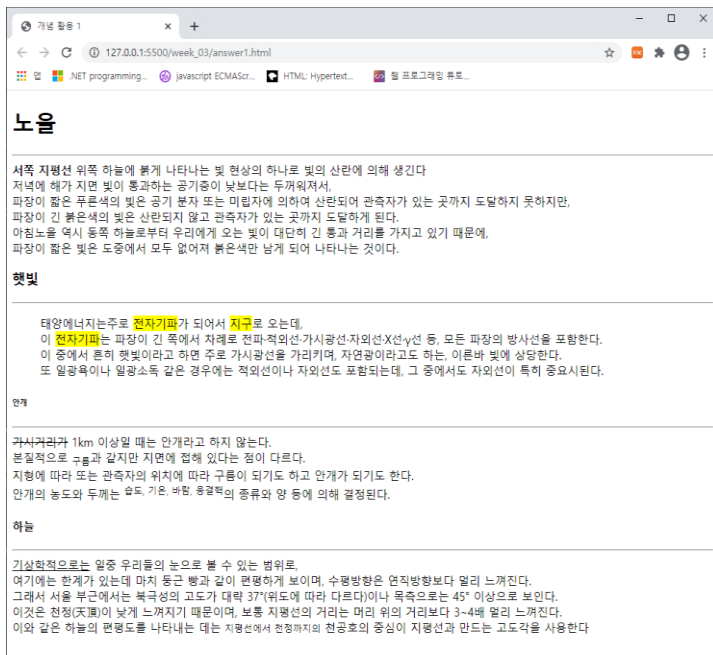 개념 활용 1
127.0.0.1:5500/week_03/answer1.html
앱 .NET programming... javascript ECMAScr... HTML: Hypertext... 웹 프로그래밍 튜토...
노을
서쪽 지평선 위쪽 하늘에 붉게 나타나는 빛 현상의 하나로 빛의 산란에 의해 생긴다
저녁에 해가 지면 빛이 통과하는 공기층이 낮보다는 두꺼워져서,
파장이 짧은 푸른색의 빛은 공기 분자 또는 미립자에 의하여 산란되어 관측자가 있는 곳까지 도달하지 못하지만,
파장이 긴 붉은색의 빛은 산란되지 않고 관측자가 있는 곳까지 도달하게 된다.
아침노을 역시 동쪽 하늘로부터 우리에게 오는 빛이 대단히 긴 통과 거리를 가지고 있기 때문에,
파장이 짧은 빛은 도중에서 모두 없어져 붉은색만 남게 되어 나타나는 것이다.
햇빛
태양에너지는주로 전자기파가 되어서 지구로 오는데,
이 전자기파는 파장이 긴 쪽에서 차례로 전파·적외선·가시광선·자외선·X선·γ선 등, 모든 파장의 방사선을 포함한다.
이 중에서 흔히 햇빛이라고 하면 주로 가시광선을 가리키며, 자연광이라고도 하는, 이른바 빛에 상당한다.
또 일광욕이나 일광소독 같은 경우에는 적외선이나 자외선도 포함되는데, 그 중에서도 자외선이 특히 중요시된다.
안개
가시거리가 1km 이상일 때는 안개라고 하지 않는다.
본질적으로 구름과 같지만 지면에 접해 있다는 점이 다르다.
지형에 따라 또는 관측자의 위치에 따라 구름이 되기도 하고 안개가 되기도 한다.
안개의 농도와 두께는 습도, 기온, 바람, 응결핵의 종류와 양 등에 의해 결정된다.
하늘
기상학적으로는 일중 우리들의 눈으로 볼 수 있는 범위로,
여기에는 한계가 있는데 마치 둥근 빵과 같이 편평하게 보이며, 수평방향은 연직방향보다 멀리 느껴진다.
그래서 서울 부근에서는 북극성의 고도가 대략 37°(위도에 따라 다르다)이나 목측으로는 45° 이상으로 보인다.
이것은 천정(天頂)이 낮게 느껴지기 때문이며, 보통 지평선의 거리는 머리 위의 거리보다 3~4배 멀리 느껴진다.
이와 같은 하늘의 편평도를 나타내는 데는 지평선에서 천정까지의 천공호의 중심이 지평선과 만드는 고도각을 사용한다